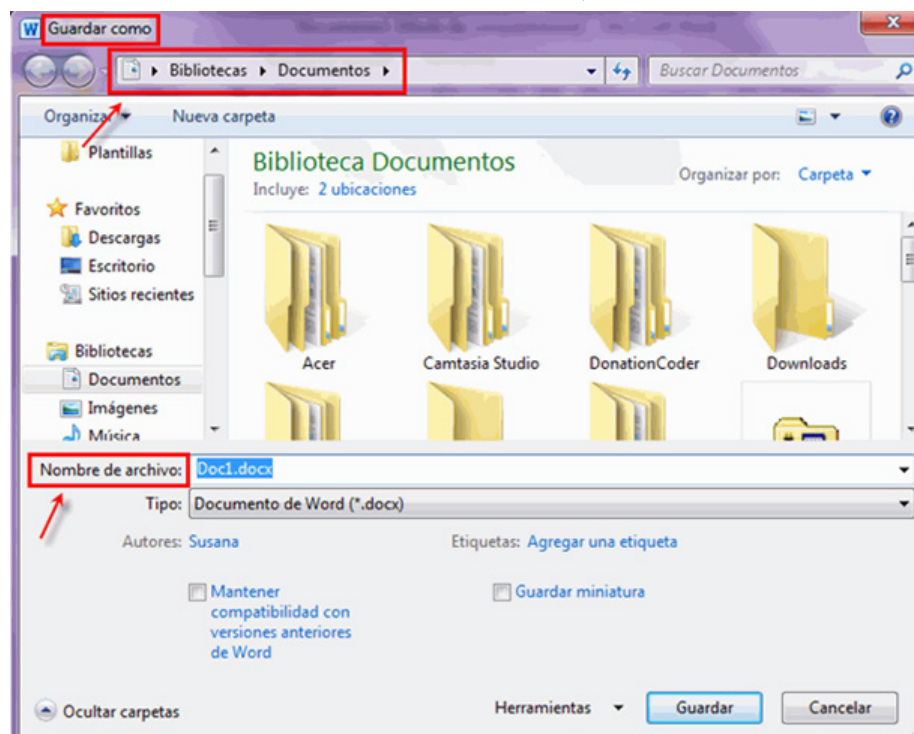 Guardar como
Bibliotecas Documentos
Buscar Documentos
Organizar Nueva carpeta
Plantillas
Favoritos
Descargas
Escritorio
Sitios recientes
Bibliotecas
Documentos
Imágenes
Música
Biblioteca Documentos
Incluye: 2 ubicaciones
Organizar por: Carpeta
Acer Camtasia Studio DonationCoder Downloads
Nombre de archivo: Doc1.docx
Tipo: Documento de Word (*.docx)
Autores: Susana Etiquetas: Agregar una etiqueta
Mantener
compatibilidad con
versiones anteriores
de Word
Guardar miniatura
Ocultar carpetas Herramientas Guardar Cancelar